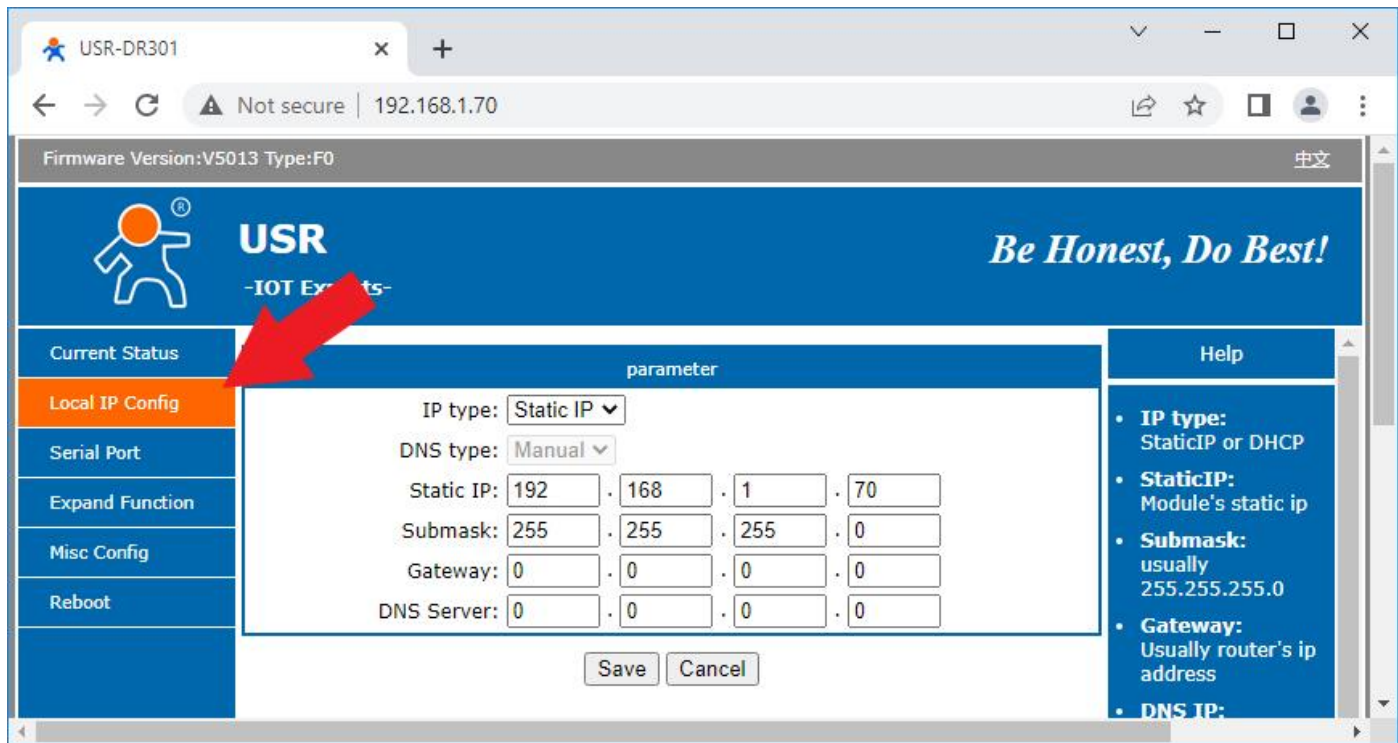 USR-DR301
Not secure | 192.168.1.70
Firmware Version:V5013 Type:F0
中文
®
USR
Be Honest, Do Best!
Current Status
Local IP Config
Serial Port
Expand Function
Misc Config
Reboot
parameter
IP type: Static IP
DNS type: Manual
Static IP: 192 . 168 . 1 . 70
Submask: 255 . 255 . 255 . 0
Gateway: 0 . 0 . 0 . 0
DNS Server: 0 . 0 . 0 . 0
Save Cancel
Help
• IP type:
StaticIP or DHCP
• StaticIP:
Module's static ip
• Submask:
usually
255.255.255.0
• Gateway:
Usually router's ip
address
• DNS IP: